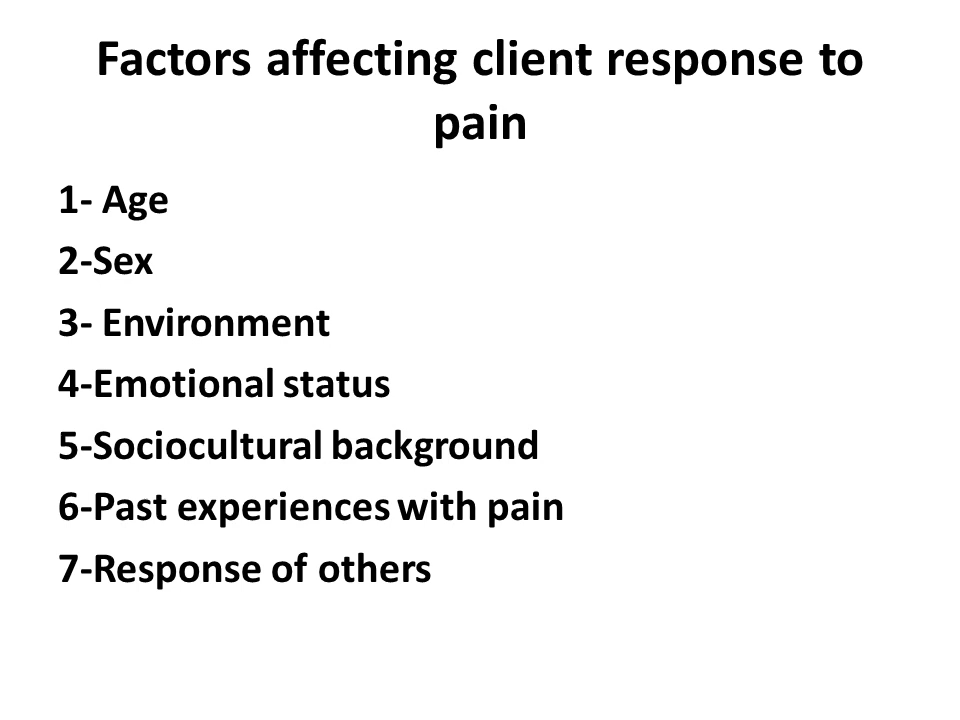 Factors affecting client response to
pain
1- Age
2-Sex
3- Environment
4-Emotional status
5-Sociocultural background
6-Past experiences with pain
7-Response of others